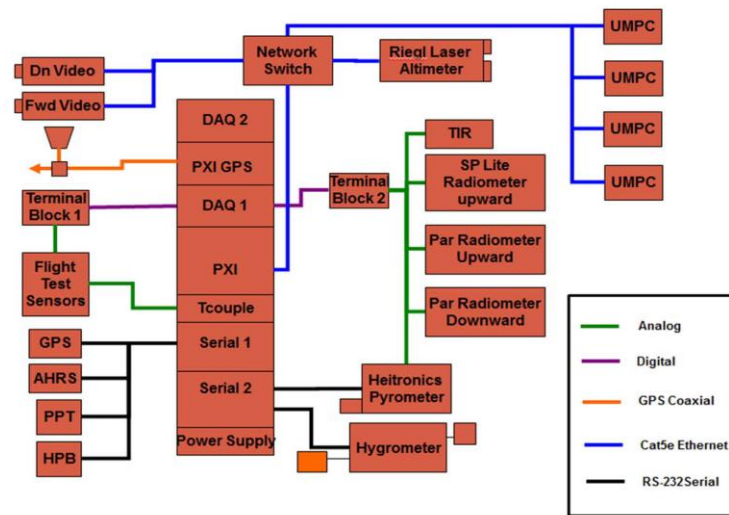 Network
Switch
Riegl Laser
Altimeter
UMPC
UMPC
UMPC
UMPC
Dn Video
Fwd Video
DAQ 2
PXI GPS
DAQ 1
PXI
Tcouple
Serial 1
Serial 2
Power Supply
Terminal
Block 1
Flight
Test
Sensors
GPS
AHRS
PPT
HPB
Terminal
Block 2
TIR
SP Lite
Radiometer
upward
Par Radiometer
Upward
Par Radiometer
Downward
Heitronics
Pyrometer
Hygrometer
Analog
Digital
GPS Coaxial
Cat5e Ethernet
RS-232Serial